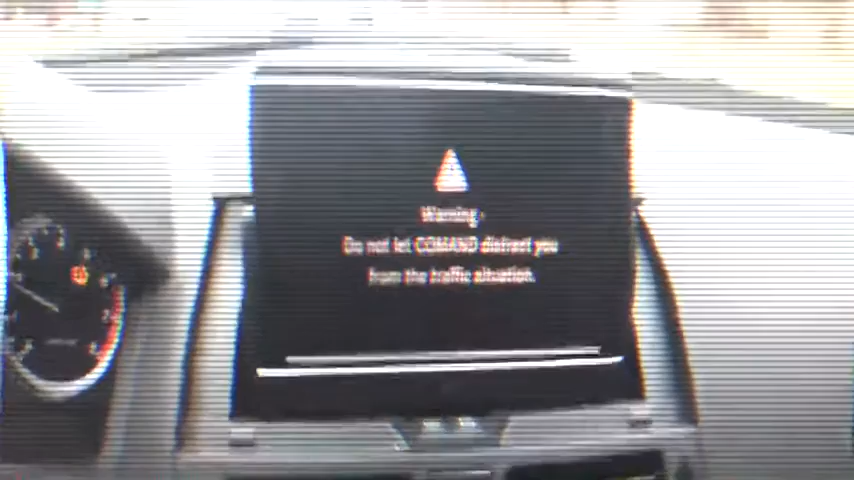 Warning -
Do not let COMAND distract you
from the traffic situation.